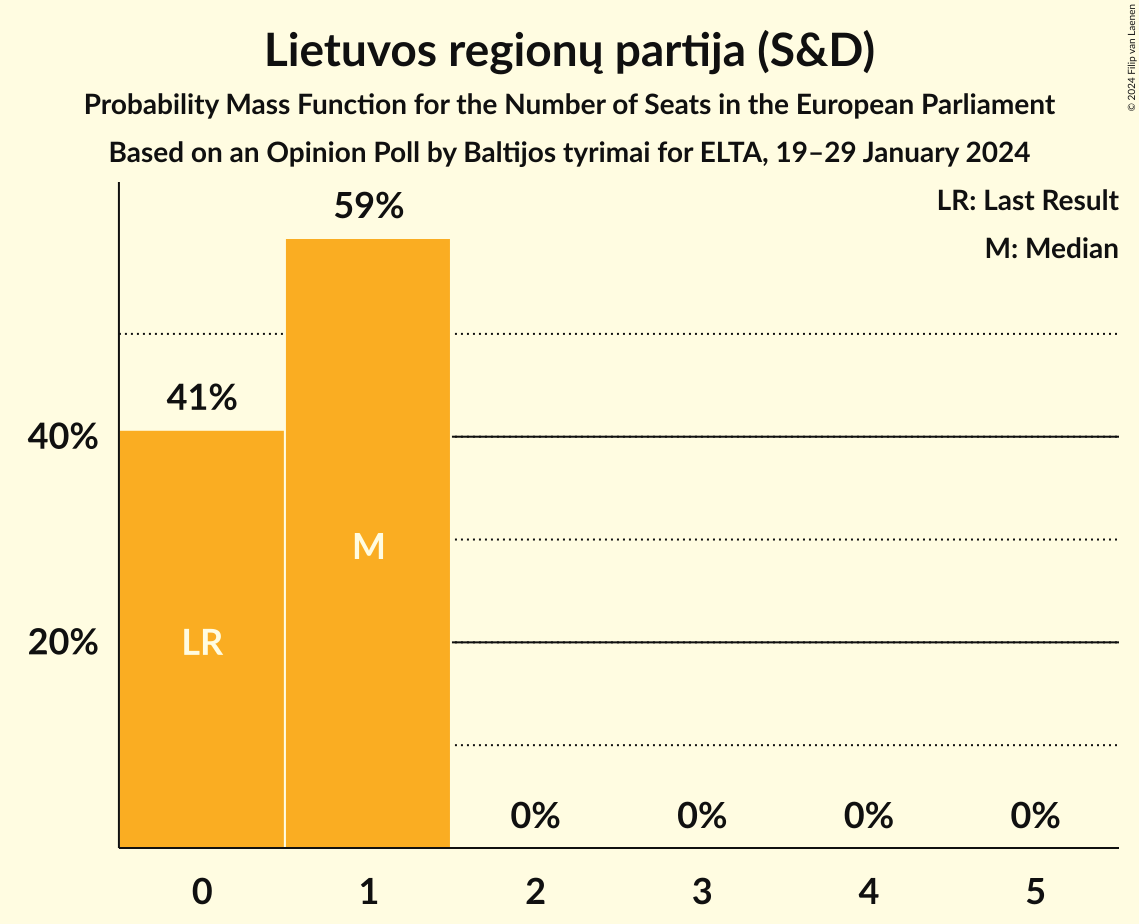 Lietuvos regionų partija (S&D)
Probability Mass Function for the Number of Seats in the European Parliament
Based on an Opinion Poll by Baltijos tyrimai for ELTA, 19–29 January 2024
© 2024 Filip van Laenen
LR: Last Result
M: Median
59%
41%
40%
20%
M
LR
0% 0% 0% 0%
0 1 2 3 4 5